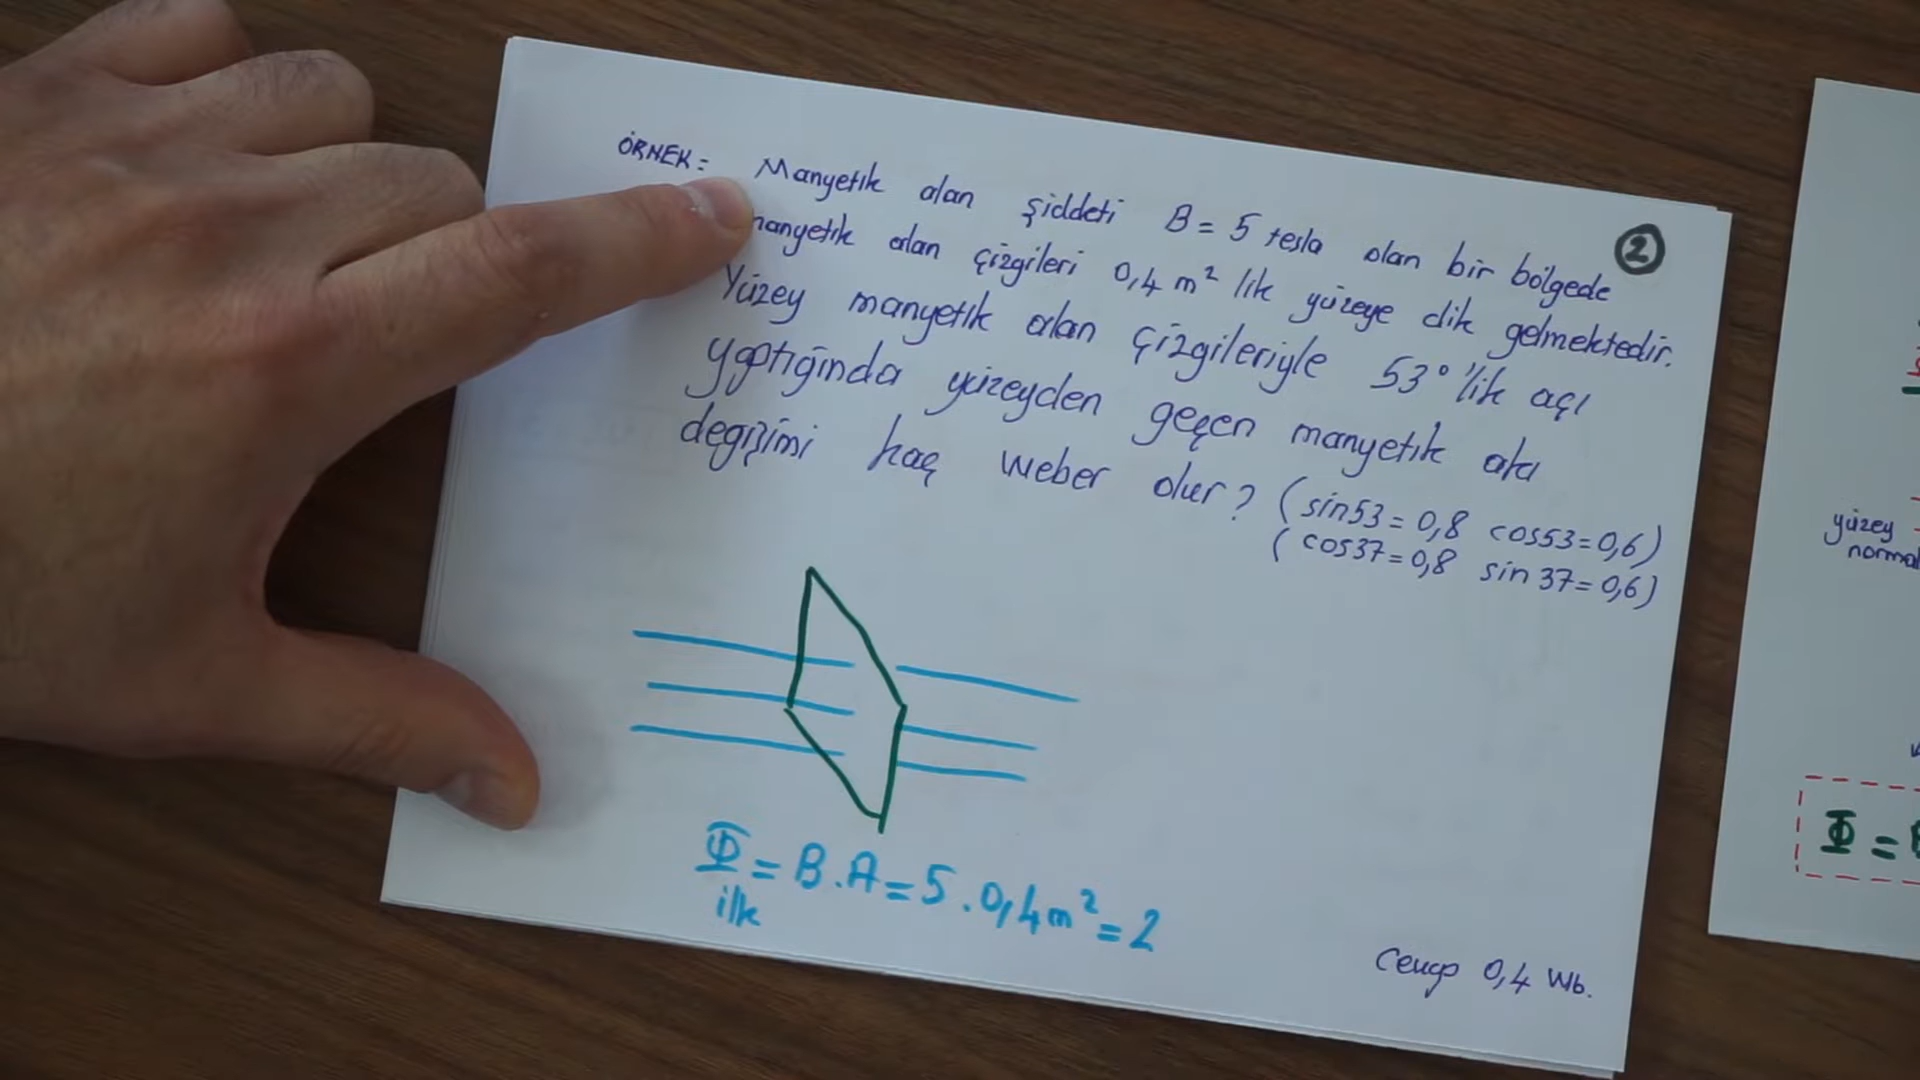 ÖRNEK = Manyetik alan şiddeti B = 5 tesla olan bir bölgede
manyetik alan çizgileri 0,4 m² lik yüzeye dik gelmektedir.
Yüzey manyetik alan çizgileriyle 53° 'lik açı
yaptığında yüzeyden geçen manyetik akı
değişimi kaç weber olur? (sin53 = 0,8 cos53 = 0,6)
(cos37 = 0,8 sin 37 = 0,6)
2
Φ = B . A = 5 . 0,4 m² = 2
ilk
Cevap 0,4 Wb.
yüzey
Φ =